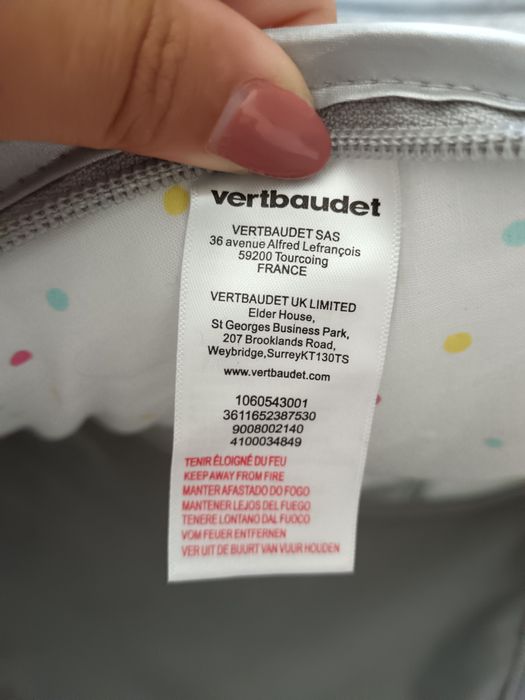 vertbaudet
VERTBAUDET SAS
36 avenue Alfred Lefrançois
59200 Tourcoing
FRANCE
VERTBAUDET UK LIMITED
Elder House,
St Georges Business Park,
207 Brooklands Road,
Weybridge,SurreyKT130TS
www.vertbaudet.com
1060543001
3611652387530
9008002140
4100034849
TENIR ÉLOIGNÉ DU FEU
KEEP AWAY FROM FIRE
MANTER AFASTADO DO FOGO
MANTENER LEJOS DEL FUEGO
TENERE LONTANO DAL FUOCO
VOM FEUER ENTFERNEN
VER UIT DE BUURT VAN VUUR HOUDEN